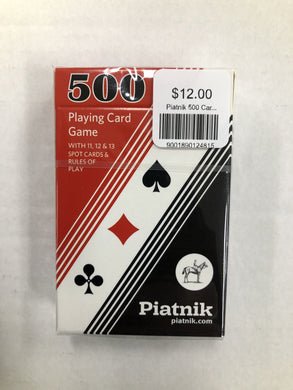 500
$12.00
Piatnik 500 Car...
9001890124815
Playing Card
Game
WITH 11, 12 & 13
SPOT CARDS &
RULES OF
PLAY
Piatnik
piatnik.com